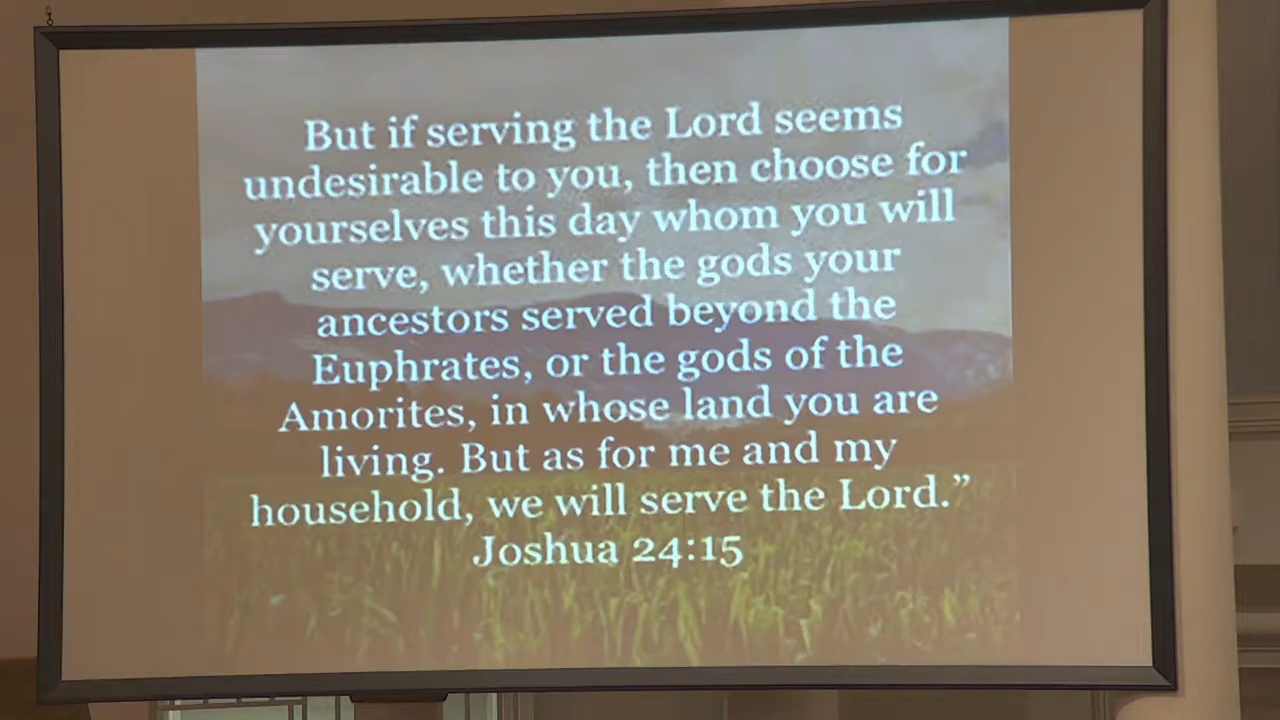 But if serving the Lord seems
undesirable to you, then choose for
yourselves this day whom you will
serve, whether the gods your
ancestors served beyond the
Euphrates, or the gods of the
Amorites, in whose land you are
living. But as for me and my
household, we will serve the Lord.”
Joshua 24:15